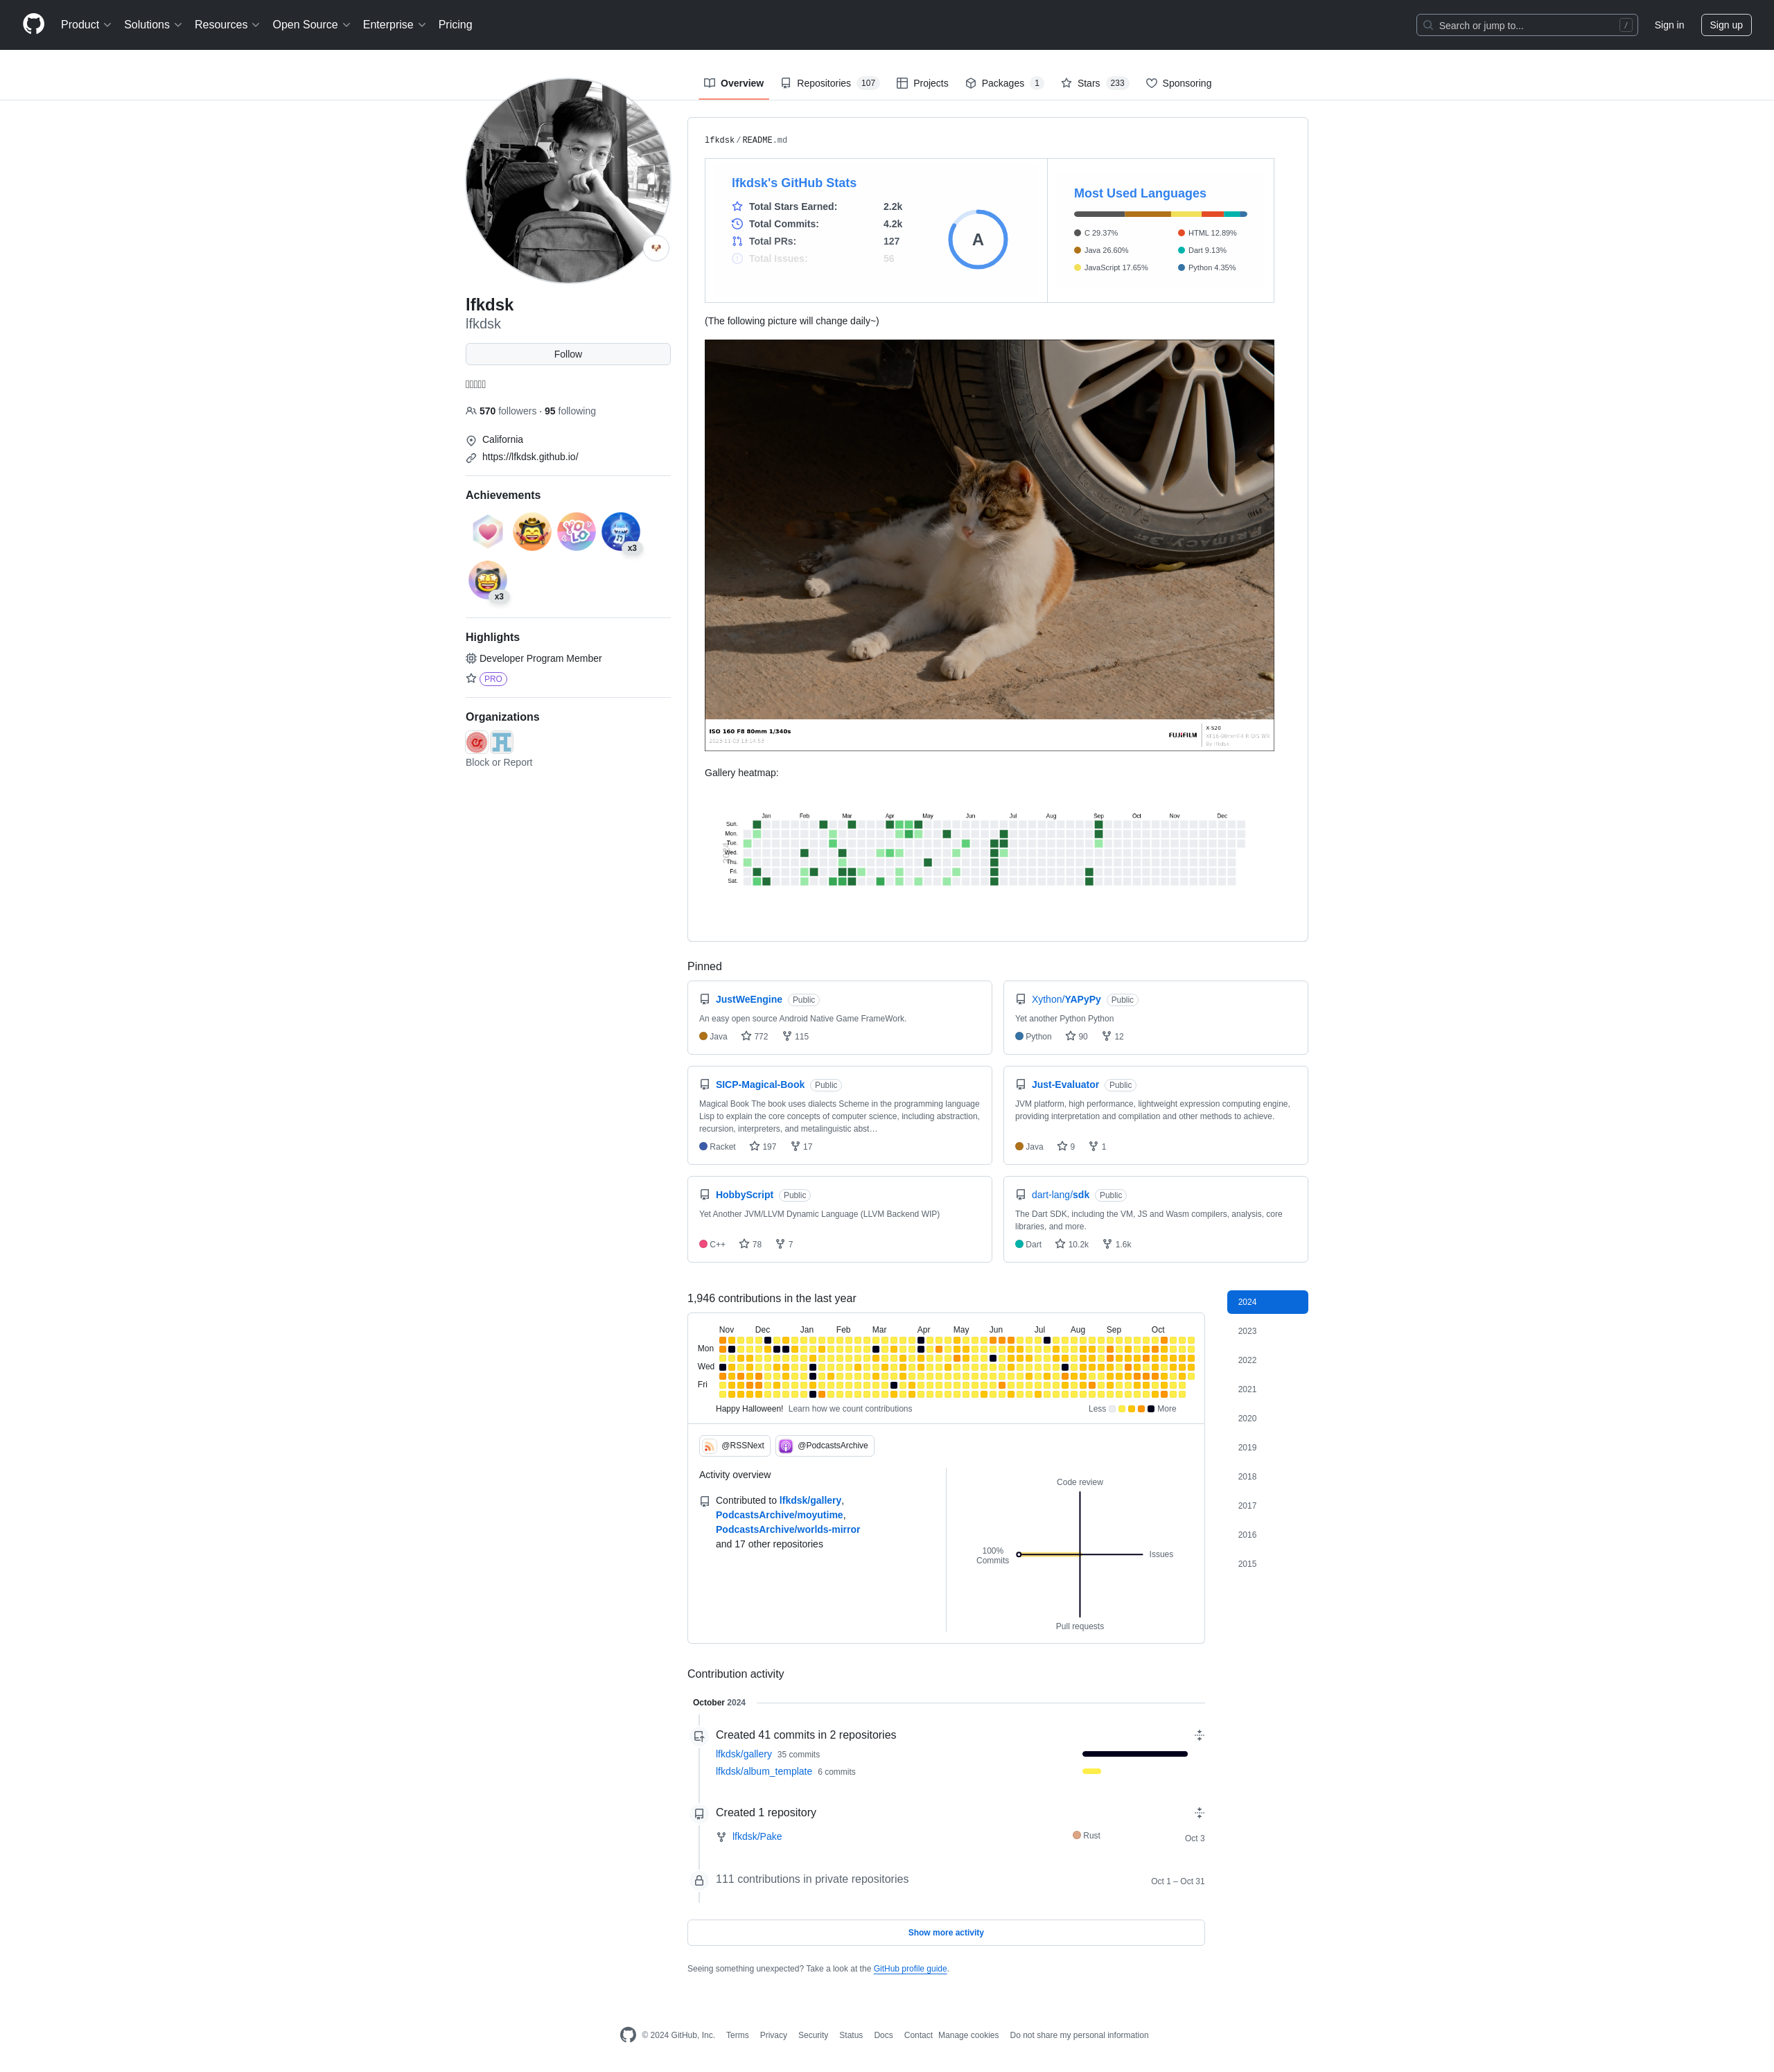 Product Solutions Resources Open Source Enterprise Pricing Search or jump to... / Sign in Sign up
Overview Repositories 107 Projects Packages 1 Stars 233 Sponsoring
lfkdsk
lfkdsk
Follow
570 followers · 95 following
California
https://lfkdsk.github.io/
Achievements
YOLO
x3
x3
Highlights
Developer Program Member
PRO
Organizations
Block or Report
lfkdsk / README.md
lfkdsk's GitHub Stats
Total Stars Earned: 2.2k
Total Commits: 4.2k
Total PRs: 127
Total Issues: 56
A
Most Used Languages
C 29.37% HTML 12.89%
Java 26.60% Dart 9.13%
JavaScript 17.65% Python 4.35%
(The following picture will change daily~)
PRIMACY
ISO 160 F8 80mm 1/340s
FUJIFILM
X-S20
Gallery heatmap:
Jan Feb Mar Apr May Jun Jul Aug Sep Oct Nov Dec
Sun.
Mon.
Tue.
Wed.
Thu.
Fri.
Sat.
Pinned
JustWeEngine Public
An easy open source Android Native Game FrameWork.
Java 772 115
Xython/YAPyPy Public
Yet another Python Python
Python 90 12
SICP-Magical-Book Public
Magical Book The book uses dialects Scheme in the programming language
Lisp to explain the core concepts of computer science, including abstraction,
recursion, interpreters, and metalinguistic abst…
Racket 197 17
Just-Evaluator Public
JVM platform, high performance, lightweight expression computing engine,
providing interpretation and compilation and other methods to achieve.
Java 9 1
HobbyScript Public
Yet Another JVM/LLVM Dynamic Language (LLVM Backend WIP)
C++ 78 7
dart-lang/sdk Public
The Dart SDK, including the VM, JS and Wasm compilers, analysis, core
libraries, and more.
Dart 10.2k 1.6k
1,946 contributions in the last year
Nov Dec Jan Feb Mar Apr May Jun Jul Aug Sep Oct
Mon
Wed
Fri
Happy Halloween! Learn how we count contributions Less More
@RSSNext @PodcastsArchive
Activity overview
Contributed to lfkdsk/gallery,
PodcastsArchive/moyutime,
PodcastsArchive/worlds-mirror
and 17 other repositories
Code review
100%
Commits
Issues
Pull requests
2024
2023
2022
2021
2020
2019
2018
2017
2016
2015
Contribution activity
October 2024
Created 41 commits in 2 repositories
lfkdsk/gallery 35 commits
lfkdsk/album_template 6 commits
Created 1 repository
lfkdsk/Pake Rust Oct 3
111 contributions in private repositories Oct 1 – Oct 31
Show more activity
Seeing something unexpected? Take a look at the GitHub profile guide.
© 2024 GitHub, Inc. Terms Privacy Security Status Docs Contact Manage cookies Do not share my personal information